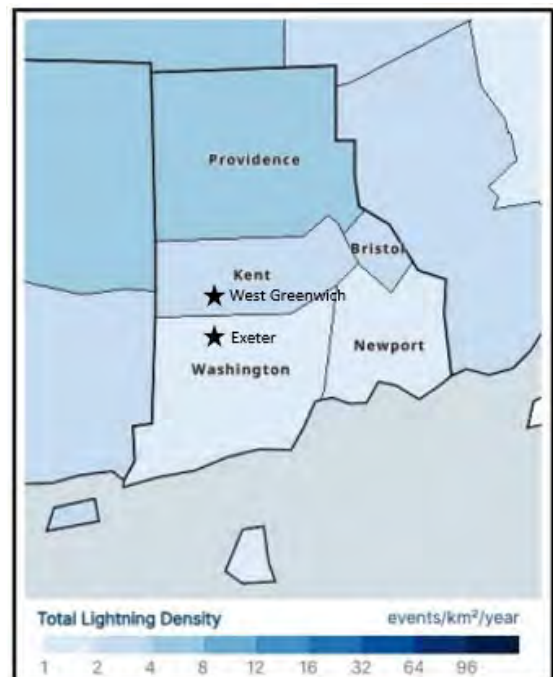 Providence
Bristol
Kent
West Greenwich
Exeter
Newport
Washington
Total Lightning Density events/km²/year
1 2 4 8 12 16 32 64 96